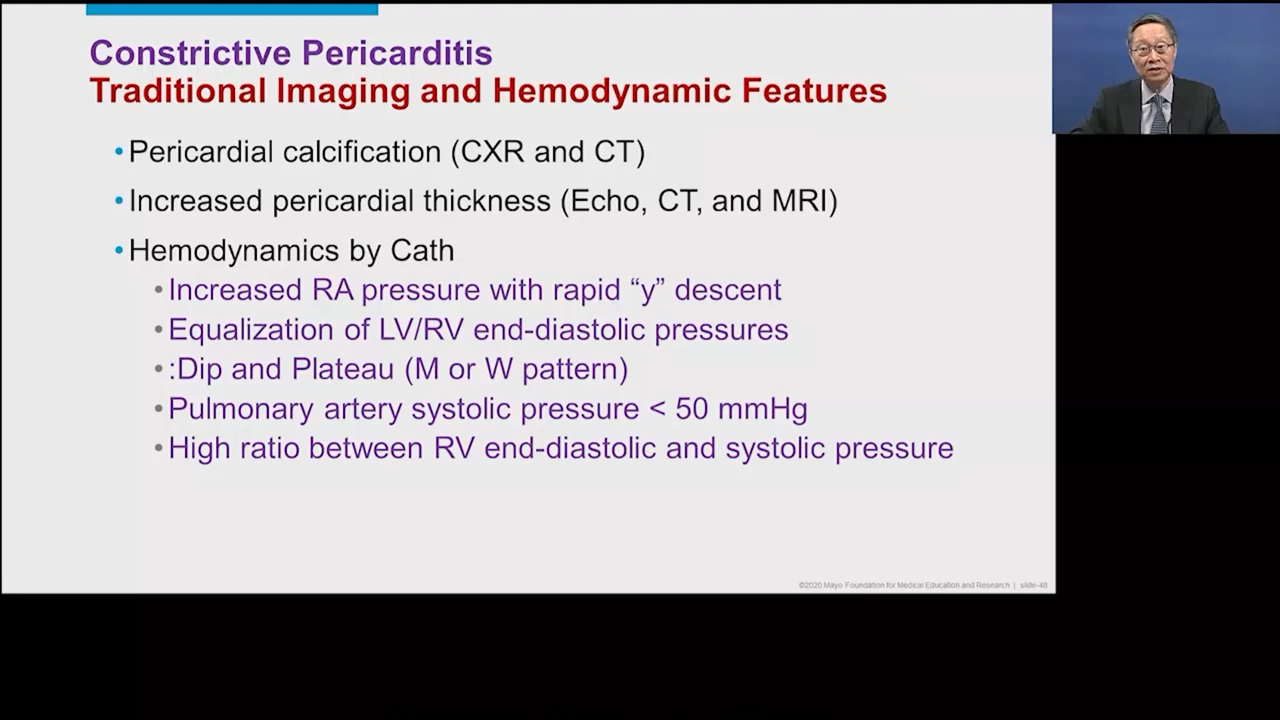 Constrictive Pericarditis
Traditional Imaging and Hemodynamic Features
•Pericardial calcification (CXR and CT)
•Increased pericardial thickness (Echo, CT, and MRI)
•Hemodynamics by Cath
•Increased RA pressure with rapid “y” descent
•Equalization of LV/RV end-diastolic pressures
•:Dip and Plateau (M or W pattern)
•Pulmonary artery systolic pressure < 50 mmHg
•High ratio between RV end-diastolic and systolic pressure
©2020 Mayo Foundation for Medical Education and Research | slide-48